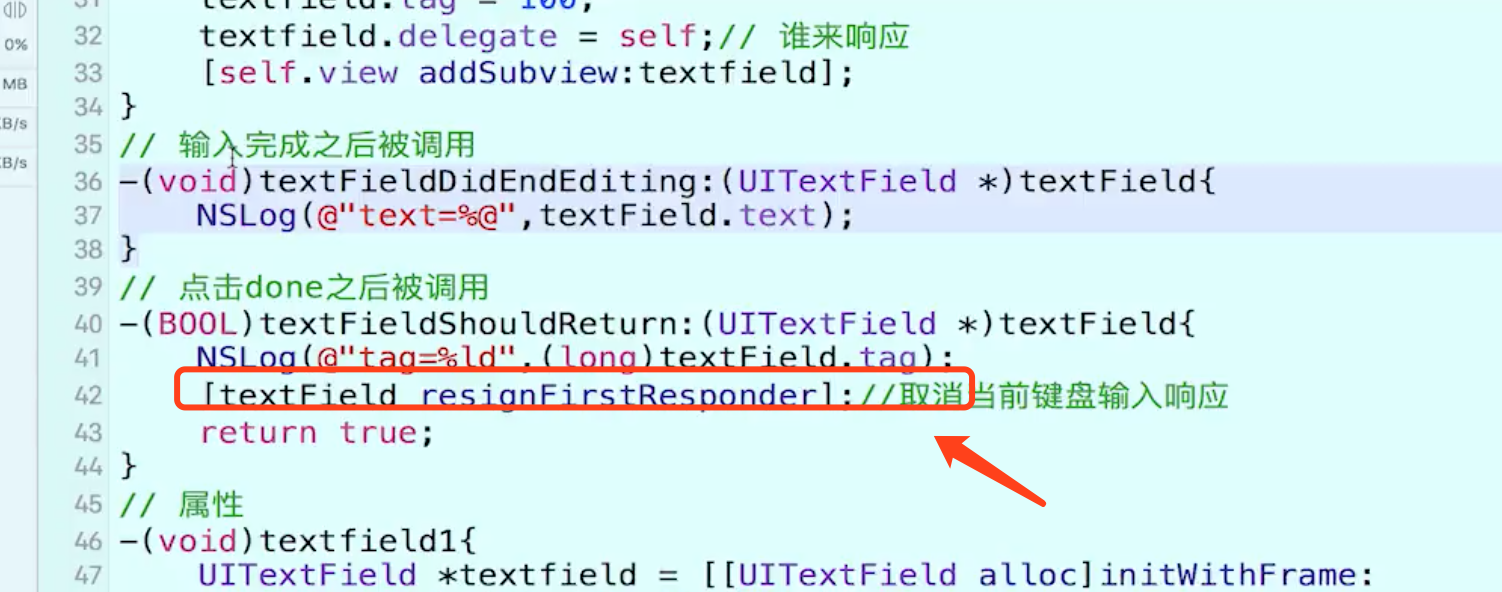 0%
MB
KB/s
KB/s
31 textfield.tag = 100;
32 textfield.delegate = self;// 谁来响应
33 [self.view addSubview:textfield];
34 }
35 // 输入完成之后被调用
36 -(void)textFieldDidEndEditing:(UITextField *)textField{
37 NSLog(@"text=%@",textField.text);
38 }
39 // 点击done之后被调用
40 -(BOOL)textFieldShouldReturn:(UITextField *)textField{
41 NSLog(@"tag=%ld",(long)textField.tag);
42 [textField resignFirstResponder];//取消当前键盘输入响应
43 return true;
44 }
45 // 属性
46 -(void)textfield1{
47 UITextField *textfield = [[UITextField alloc]initWithFrame: